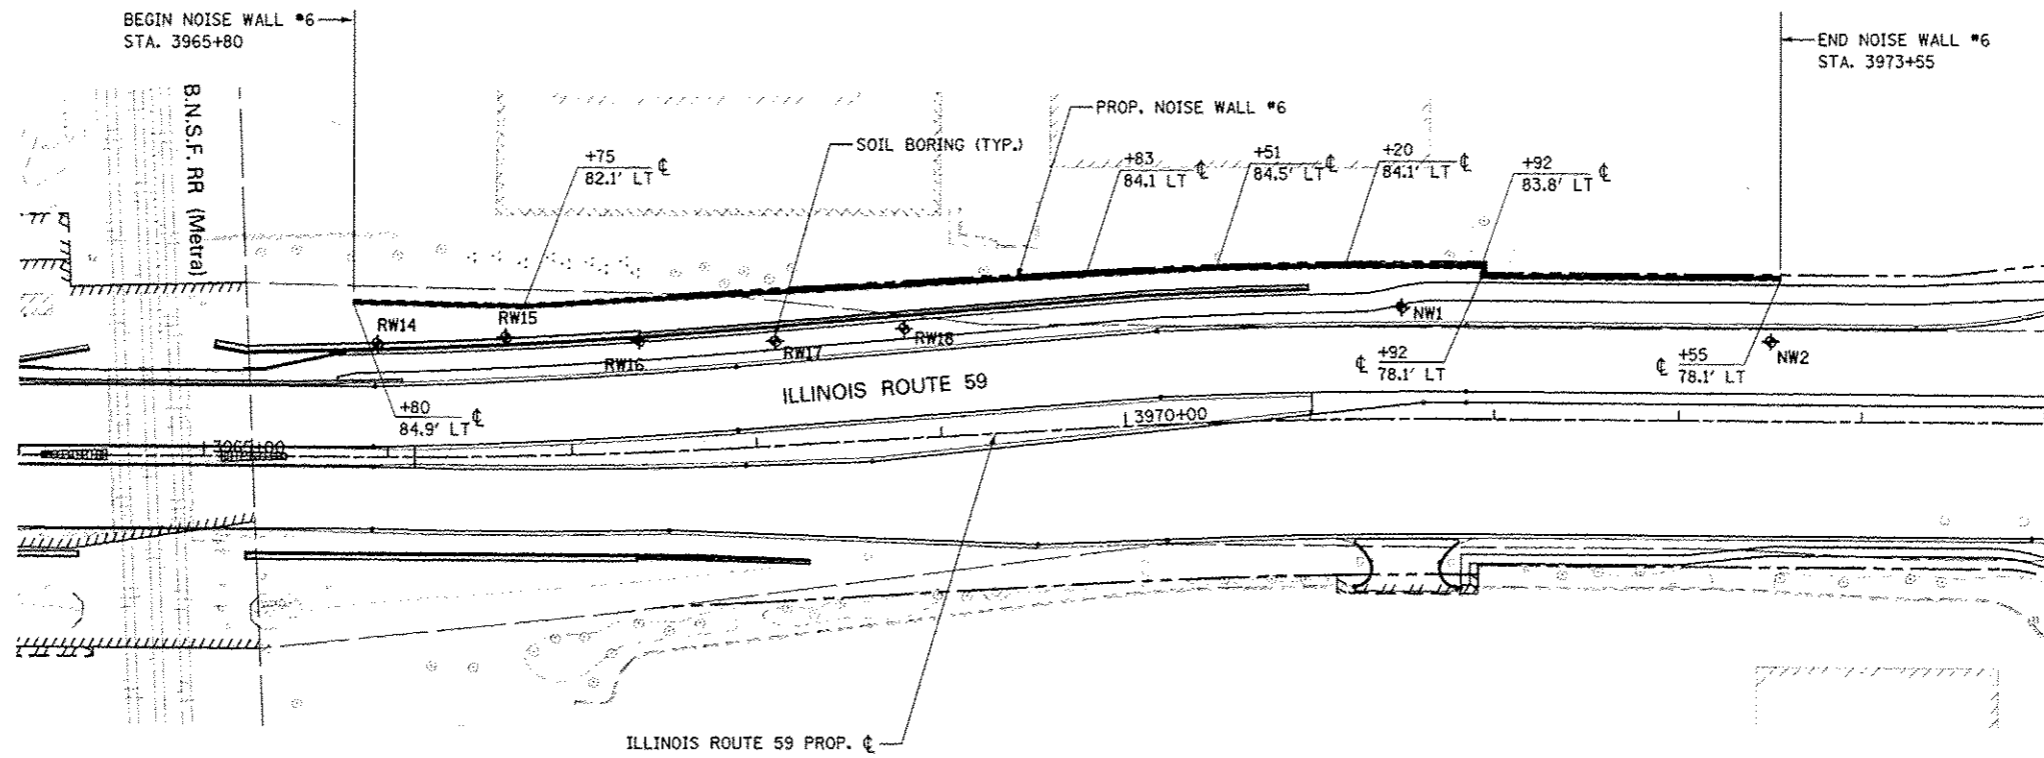 BEGIN NOISE WALL #6
STA. 3965+80
END NOISE WALL #6
STA. 3973+55
B.N.S.F. RR (Metra)
PROP. NOISE WALL #6
SOIL BORING (TYP.)
+75
82.1' LT ℄
+83
84.1 LT ℄
+51
84.5' LT ℄
+20
84.1' LT ℄
+92
83.8' LT ℄
RW14
RW15
RW16
RW17
RW18
NW1
NW2
℄ +92
78.1' LT
℄ +55
78.1' LT
ILLINOIS ROUTE 59
+80
84.9' LT ℄
3970+00
3965+00
ILLINOIS ROUTE 59 PROP. ℄